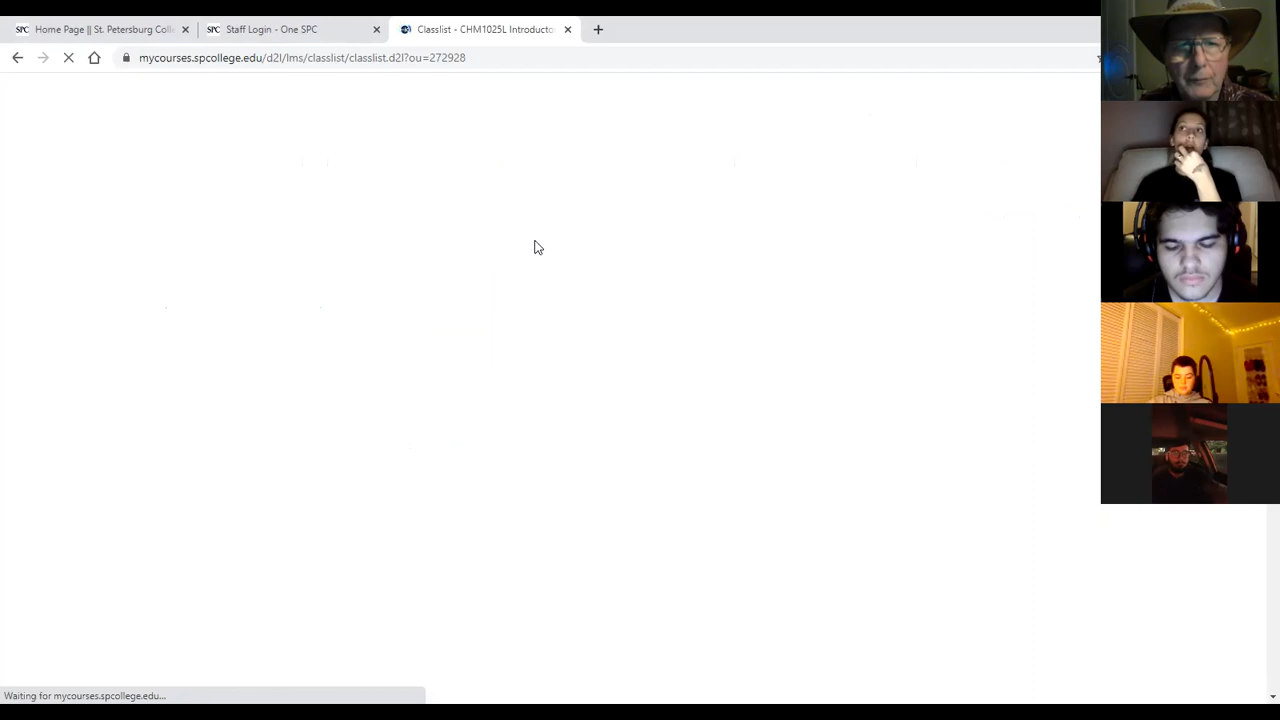 Home Page || St. Petersburg Coll
Staff Login - One SPC
Classlist - CHM1025L Introducto
mycourses.spcollege.edu/d2l/lms/classlist/classlist.d2l?ou=272928
Waiting for mycourses.spcollege.edu...